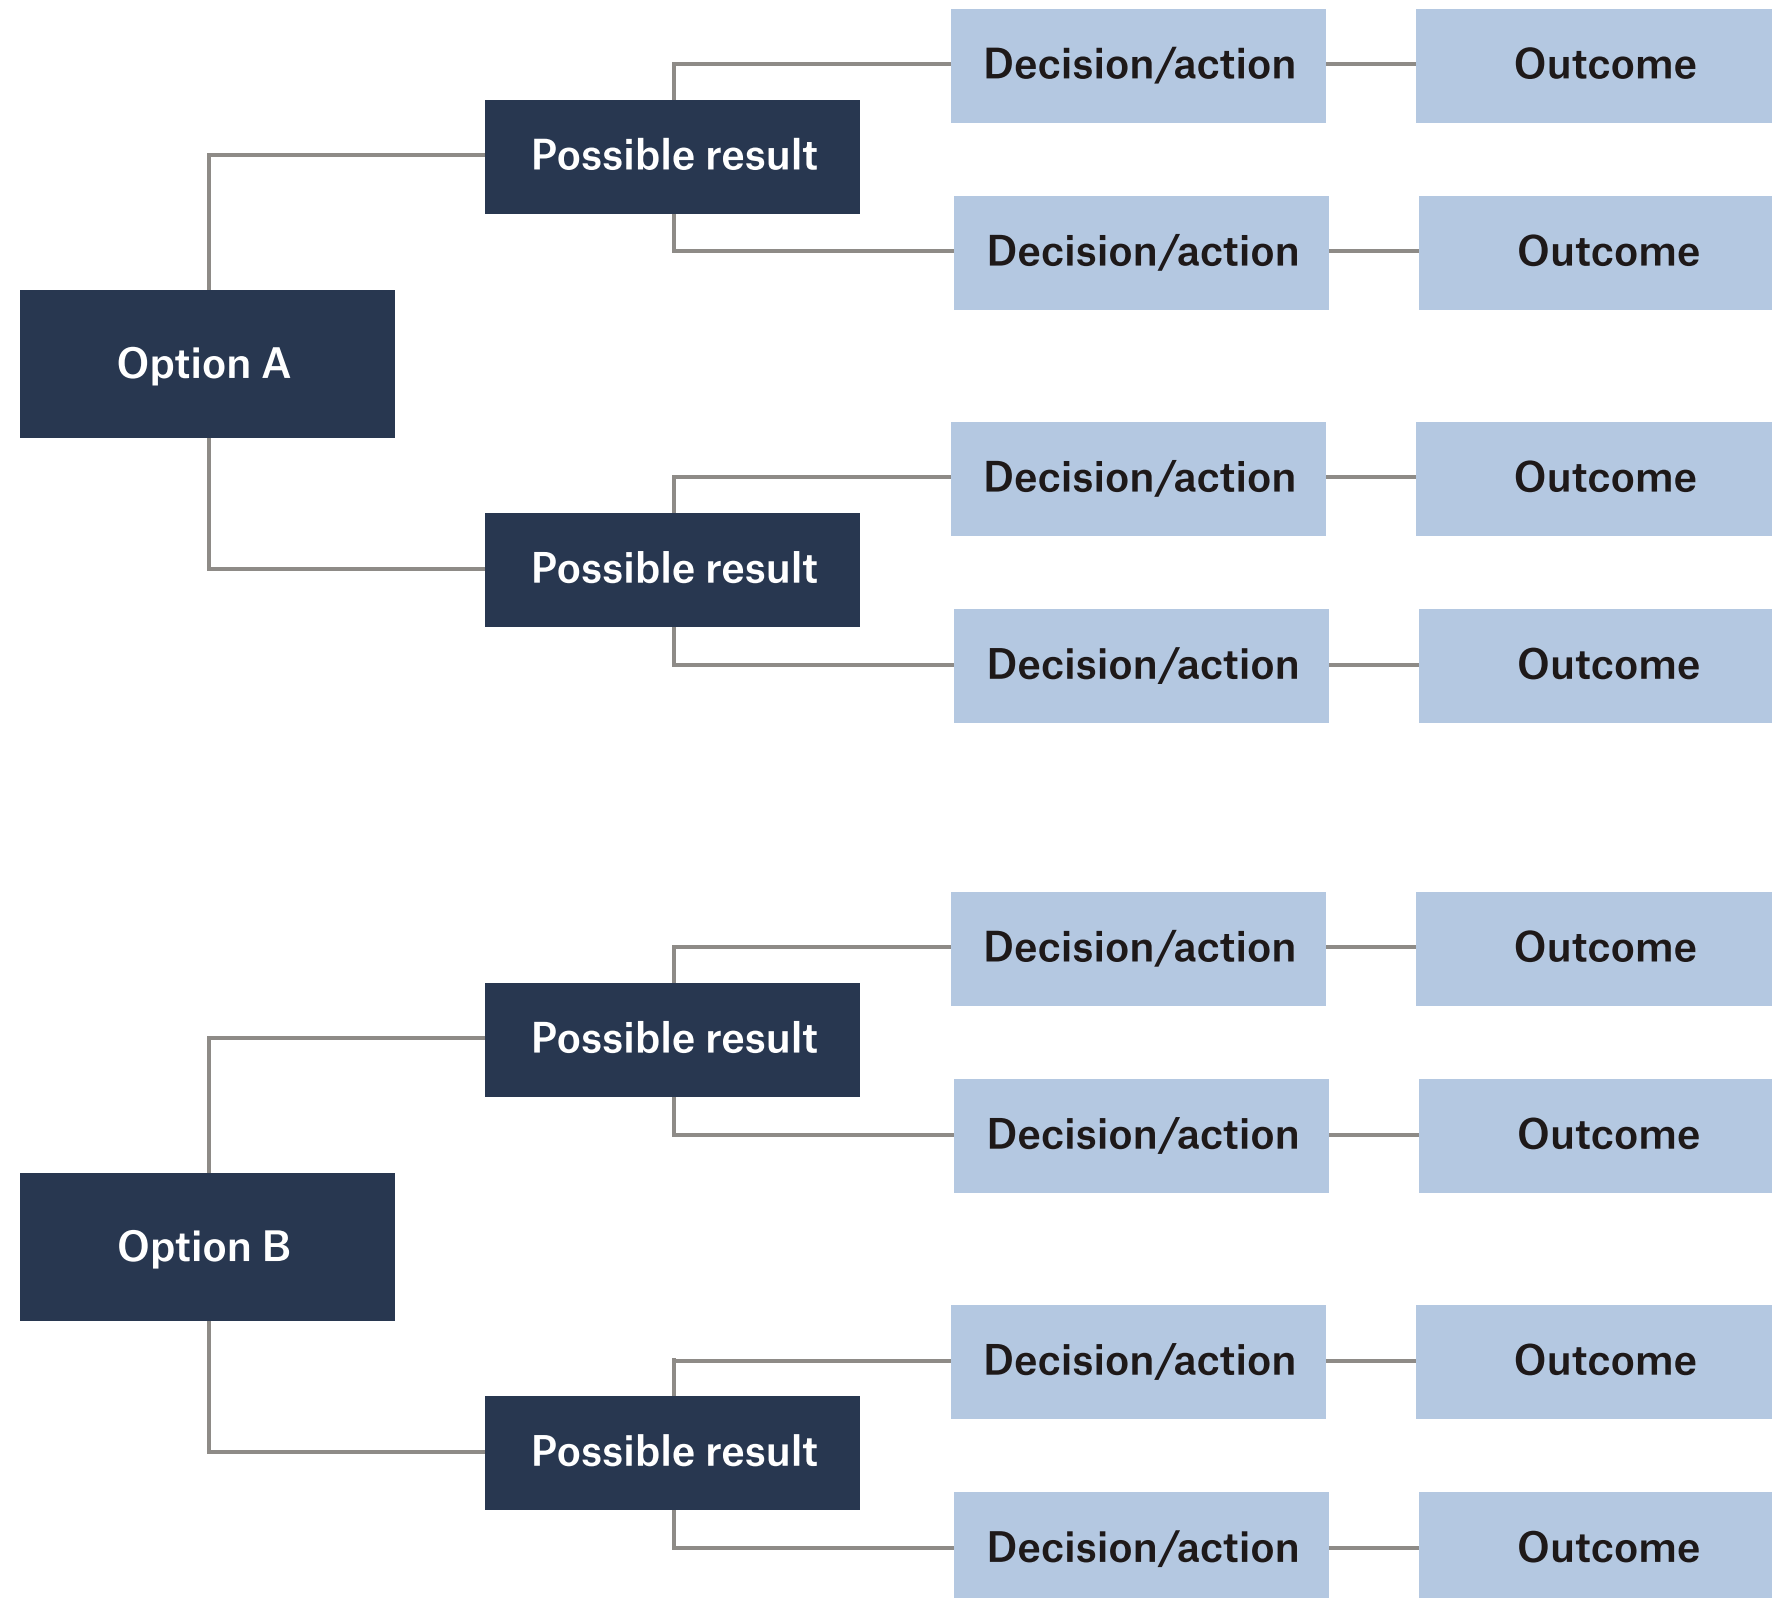 Decision/action
Outcome
Possible result
Decision/action
Outcome
Option A
Decision/action
Outcome
Possible result
Decision/action
Outcome
Decision/action
Outcome
Possible result
Decision/action
Outcome
Option B
Decision/action
Outcome
Possible result
Decision/action
Outcome